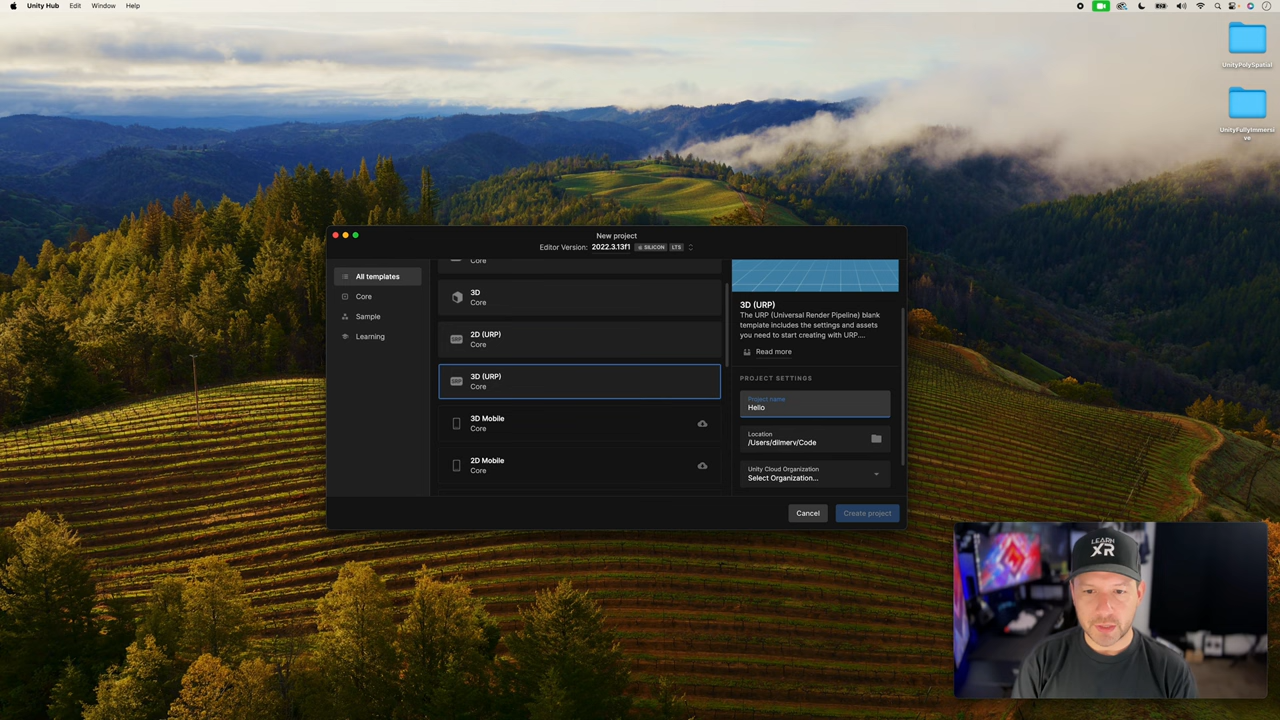 Unity Hub Edit Window Help
UnityPolySpatial
UnityFullyImmersi
ve
New project
Editor Version: 2022.3.13f1 SILICON LTS
All templates
Core
Sample
Learning
Core
3D
Core
2D (URP)
Core
3D (URP)
Core
3D Mobile
Core
2D Mobile
Core
3D (URP)
The URP (Universal Render Pipeline) blank
template includes the settings and assets
you need to start creating with URP....
Read more
PROJECT SETTINGS
Project name
Hello
Location
/Users/dilmerv/Code
Unity Cloud Organization
Select Organization...
Cancel
Create project
LEARN
XR